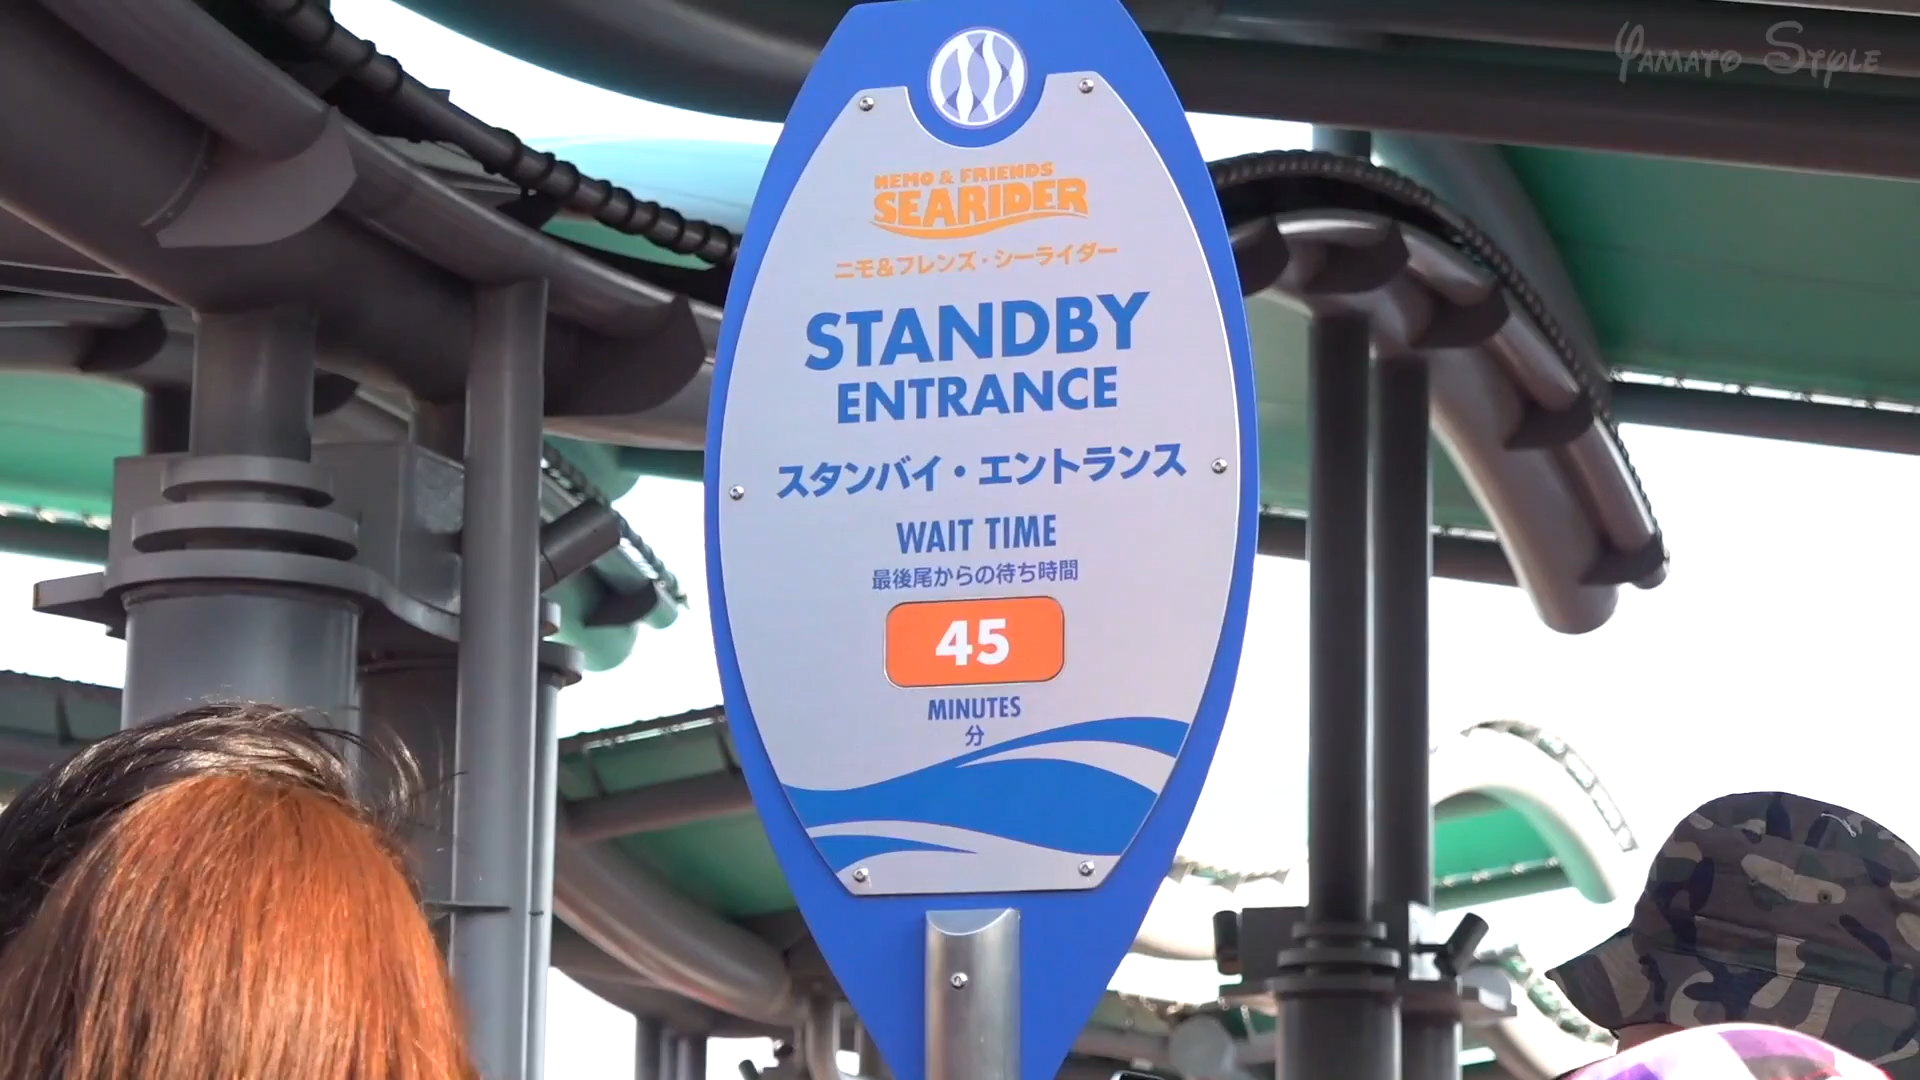 Yamato Style
NEMO & FRIENDS
SEARIDER
ニモ&フレンズ・シーライダー
STANDBY
ENTRANCE
スタンバイ・エントランス
WAIT TIME
最後尾からの待ち時間
45
MINUTES
分